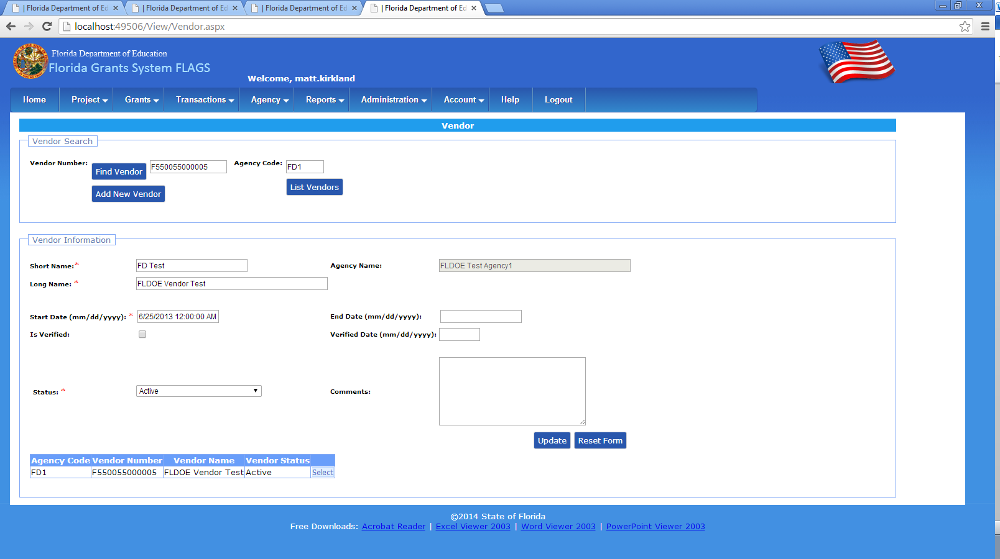 | Florida Department of Ed
| Florida Department of Ed
| Florida Department of Ed
| Florida Department of Ed
localhost:49506/View/Vendor.aspx
Florida Department of Education
Florida Grants System FLAGS
Welcome, matt.kirkland
Home Project Grants Transactions Agency Reports Administration Account Help Logout
Vendor
Vendor Search
Vendor Number: Find Vendor F550055000005 Agency Code: FD1
Add New Vendor List Vendors
Vendor Information
Short Name:* FD Test Agency Name: FLDOE Test Agency1
Long Name: * FLDOE Vendor Test
Start Date (mm/dd/yyyy): * 6/25/2013 12:00:00 AM End Date (mm/dd/yyyy):
Is Verified: Verified Date (mm/dd/yyyy):
Status: * Active Comments:
Update Reset Form
Agency Code Vendor Number Vendor Name Vendor Status
FD1 F550055000005 FLDOE Vendor Test Active Select
©2014 State of Florida
Free Downloads: Acrobat Reader | Excel Viewer 2003 | Word Viewer 2003 | PowerPoint Viewer 2003